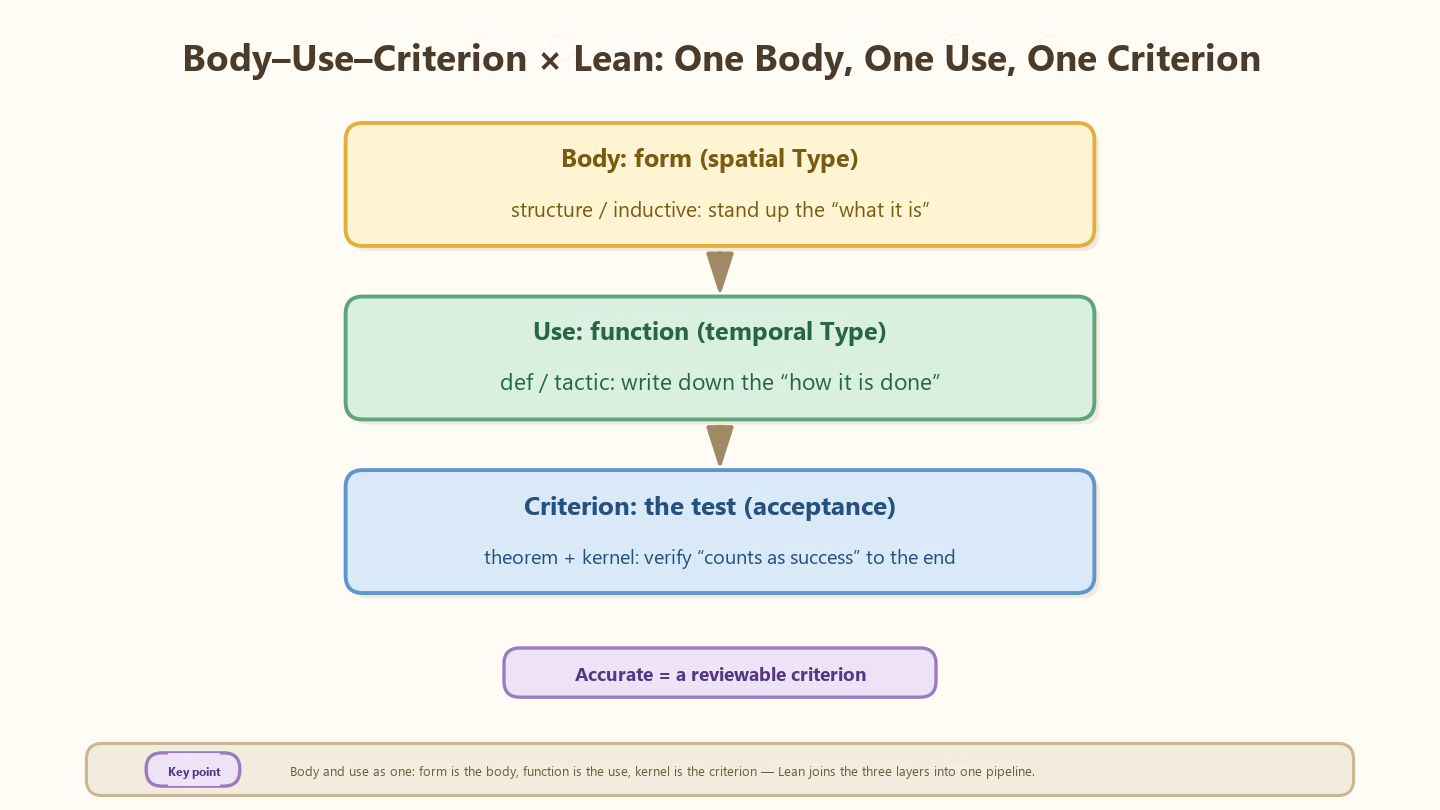 Body–Use–Criterion × Lean: One Body, One Use, One Criterion
Body: form (spatial Type)
structure / inductive: stand up the “what it is”
Use: function (temporal Type)
def / tactic: write down the “how it is done”
Criterion: the test (acceptance)
theorem + kernel: verify “counts as success” to the end
Accurate = a reviewable criterion
Key point
Body and use as one: form is the body, function is the use, kernel is the criterion — Lean joins the three layers into one pipeline.